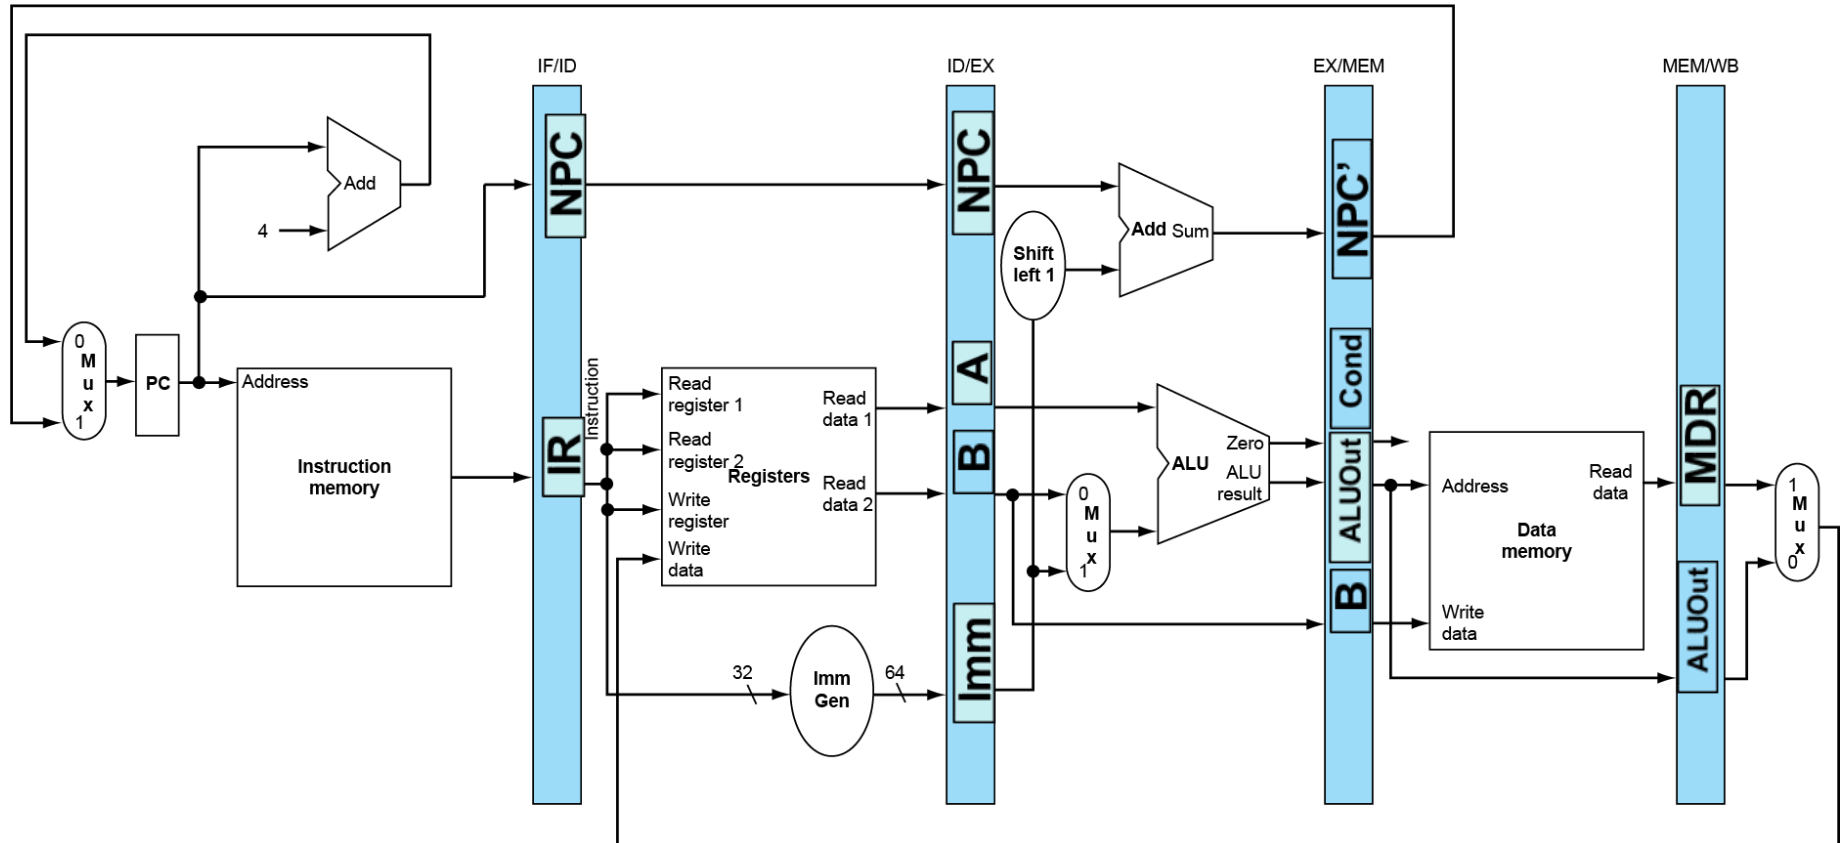 IF/ID
ID/EX
EX/MEM
MEM/WB
NPC
NPC
NPC'
Add
4
Add Sum
Shift
left 1
0
M
u
x
1
PC
Address
Instruction
memory
Instruction
IR
Read
register 1
Read
register 2
Write
register
Write
data
Registers
Read
data 1
Read
data 2
A
B
Imm
32
Imm
Gen
64
0
M
u
x
1
Zero
ALU
ALU
result
Cond
ALUOut
B
Address
Read
data
Data
memory
Write
data
MDR
ALUOut
1
M
u
x
0